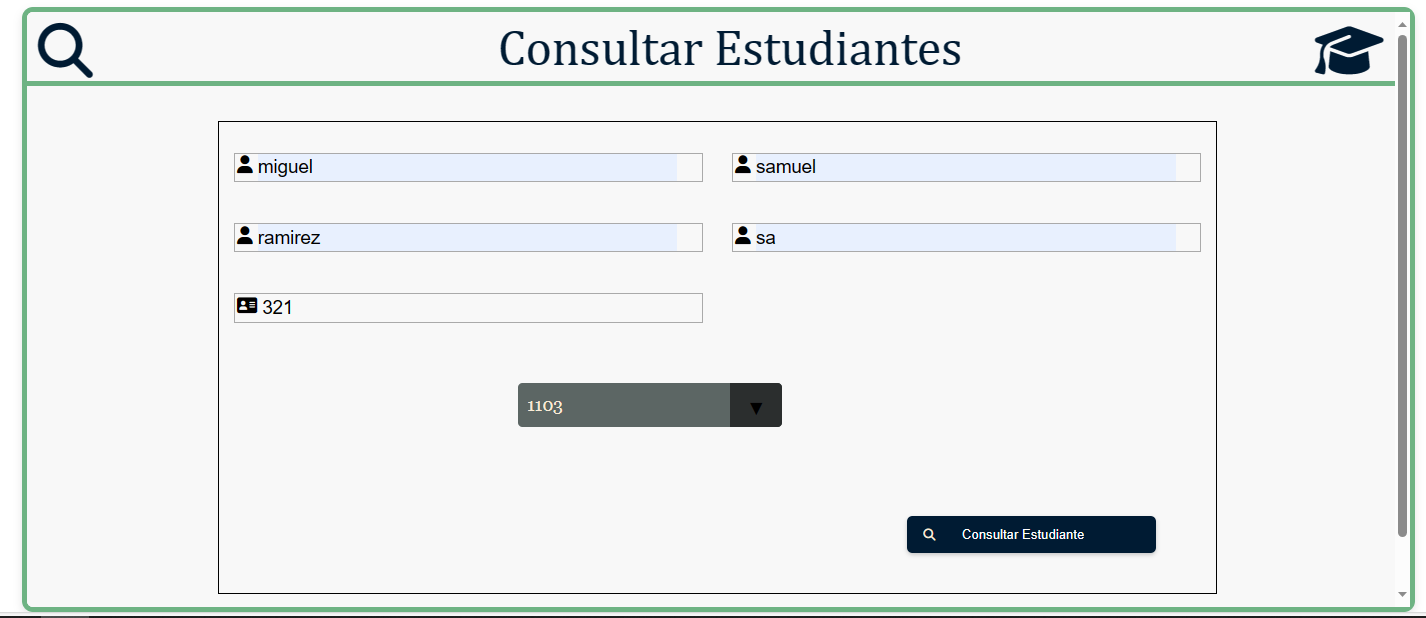 Consultar Estudiantes
miguel
samuel
ramirez
sa
321
1103
Consultar Estudiante